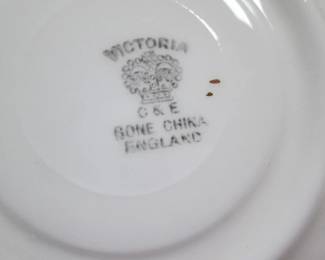 VICTORIA
C & E
BONE CHINA
ENGLAND